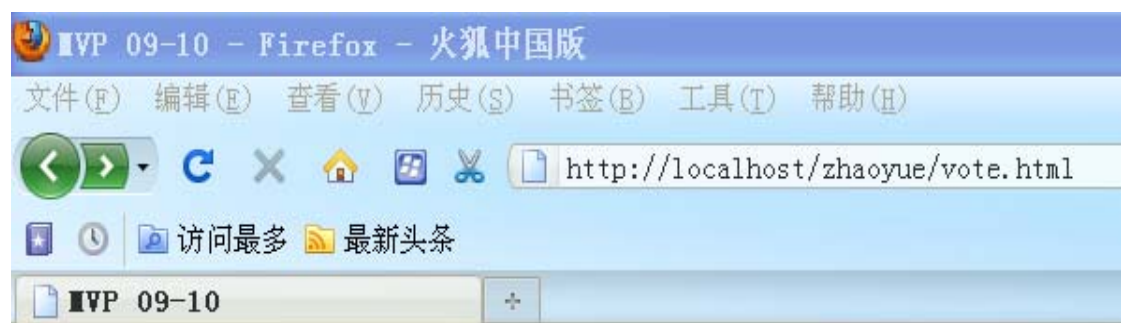 MVP 09-10 - Firefox - 火狐中国版
文件(F) 编辑(E) 查看(V) 历史(S) 书签(B) 工具(T) 帮助(H)
http://localhost/zhaoyue/vote.html
访问最多 最新头条
MVP 09-10